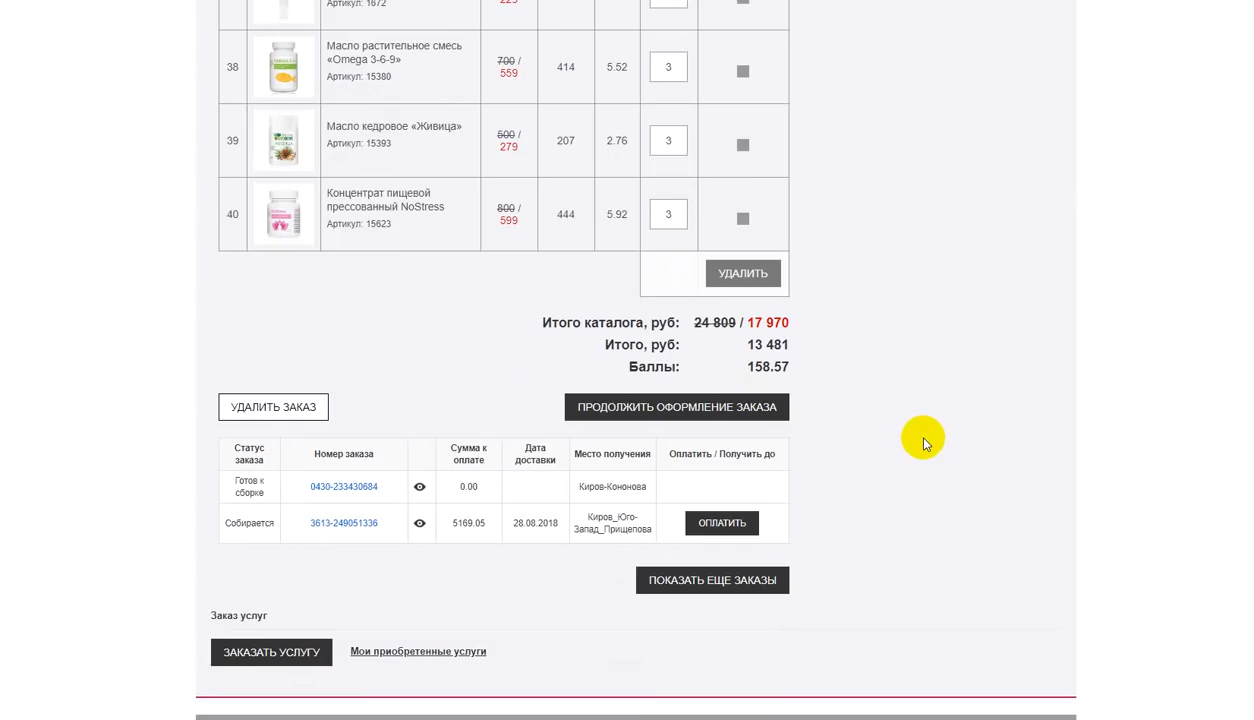 Артикул: 1672
225
38
Масло растительное смесь
«Omega 3-6-9»
Артикул: 15380
700 /
559
414
5.52
3
39
Масло кедровое «Живица»
Артикул: 15393
500 /
279
207
2.76
3
40
Концентрат пищевой
прессованный NoStress
Артикул: 15623
800 /
599
444
5.92
3
УДАЛИТЬ
Итого каталога, руб: 24 809 / 17 970
Итого, руб: 13 481
Баллы: 158.57
УДАЛИТЬ ЗАКАЗ
ПРОДОЛЖИТЬ ОФОРМЛЕНИЕ ЗАКАЗА
Статус
заказа
Номер заказа
Сумма к
оплате
Дата
доставки
Место получения
Оплатить / Получить до
Готов к
сборке
0430-233430684
0.00
Киров-Кононова
Собирается
3613-249051336
5169.05
28.08.2018
Киров_Юго-
Запад_Прищепова
ОПЛАТИТЬ
ПОКАЗАТЬ ЕЩЕ ЗАКАЗЫ
Заказ услуг
ЗАКАЗАТЬ УСЛУГУ
Мои приобретенные услуги